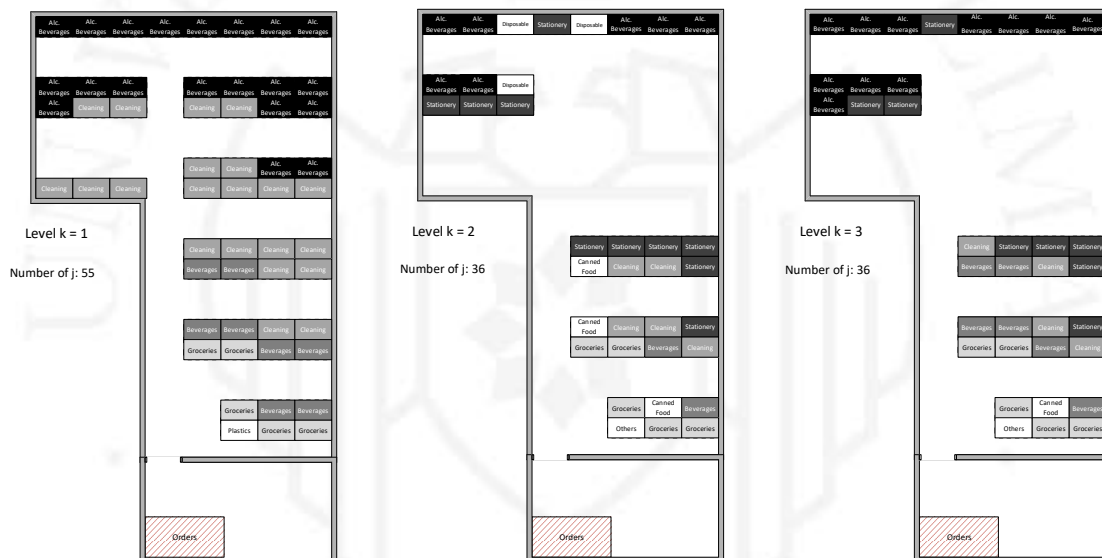 Alc. Beverages Alc. Beverages Alc. Beverages Alc. Beverages Alc. Beverages Alc. Beverages Alc. Beverages Alc. Beverages
Alc. Beverages Alc. Beverages Alc. Beverages
Alc. Beverages Cleaning Cleaning
Alc. Beverages Alc. Beverages Alc. Beverages Alc. Beverages
Cleaning Cleaning Alc. Beverages Alc. Beverages
Cleaning Cleaning Alc. Beverages Alc. Beverages
Cleaning Cleaning Cleaning Cleaning
Cleaning Cleaning Cleaning
Level k = 1
Number of j: 55
Cleaning Cleaning Cleaning Cleaning
Beverages Beverages Cleaning Cleaning
Beverages Beverages Cleaning Cleaning
Groceries Groceries Beverages Beverages
Groceries Beverages Beverages
Plastics Groceries Groceries
Orders
Alc. Beverages Alc. Beverages Disposable Stationery Disposable Alc. Beverages Alc. Beverages Alc. Beverages
Alc. Beverages Alc. Beverages Disposable
Stationery Stationery Stationery
Level k = 2
Number of j: 36
Stationery Stationery Stationery Stationery
Canned Food Cleaning Cleaning Stationery
Canned Food Cleaning Cleaning Stationery
Groceries Groceries Beverages Cleaning
Groceries Canned Food Beverages
Others Groceries Groceries
Orders
Alc. Beverages Alc. Beverages Alc. Beverages Stationery Alc. Beverages Alc. Beverages Alc. Beverages Alc. Beverages
Alc. Beverages Alc. Beverages Alc. Beverages
Alc. Beverages Stationery Stationery
Level k = 3
Number of j: 36
Cleaning Stationery Stationery Stationery
Beverages Beverages Cleaning Stationery
Beverages Beverages Cleaning Stationery
Groceries Groceries Beverages Cleaning
Groceries Canned Food Beverages
Others Groceries Groceries
Orders